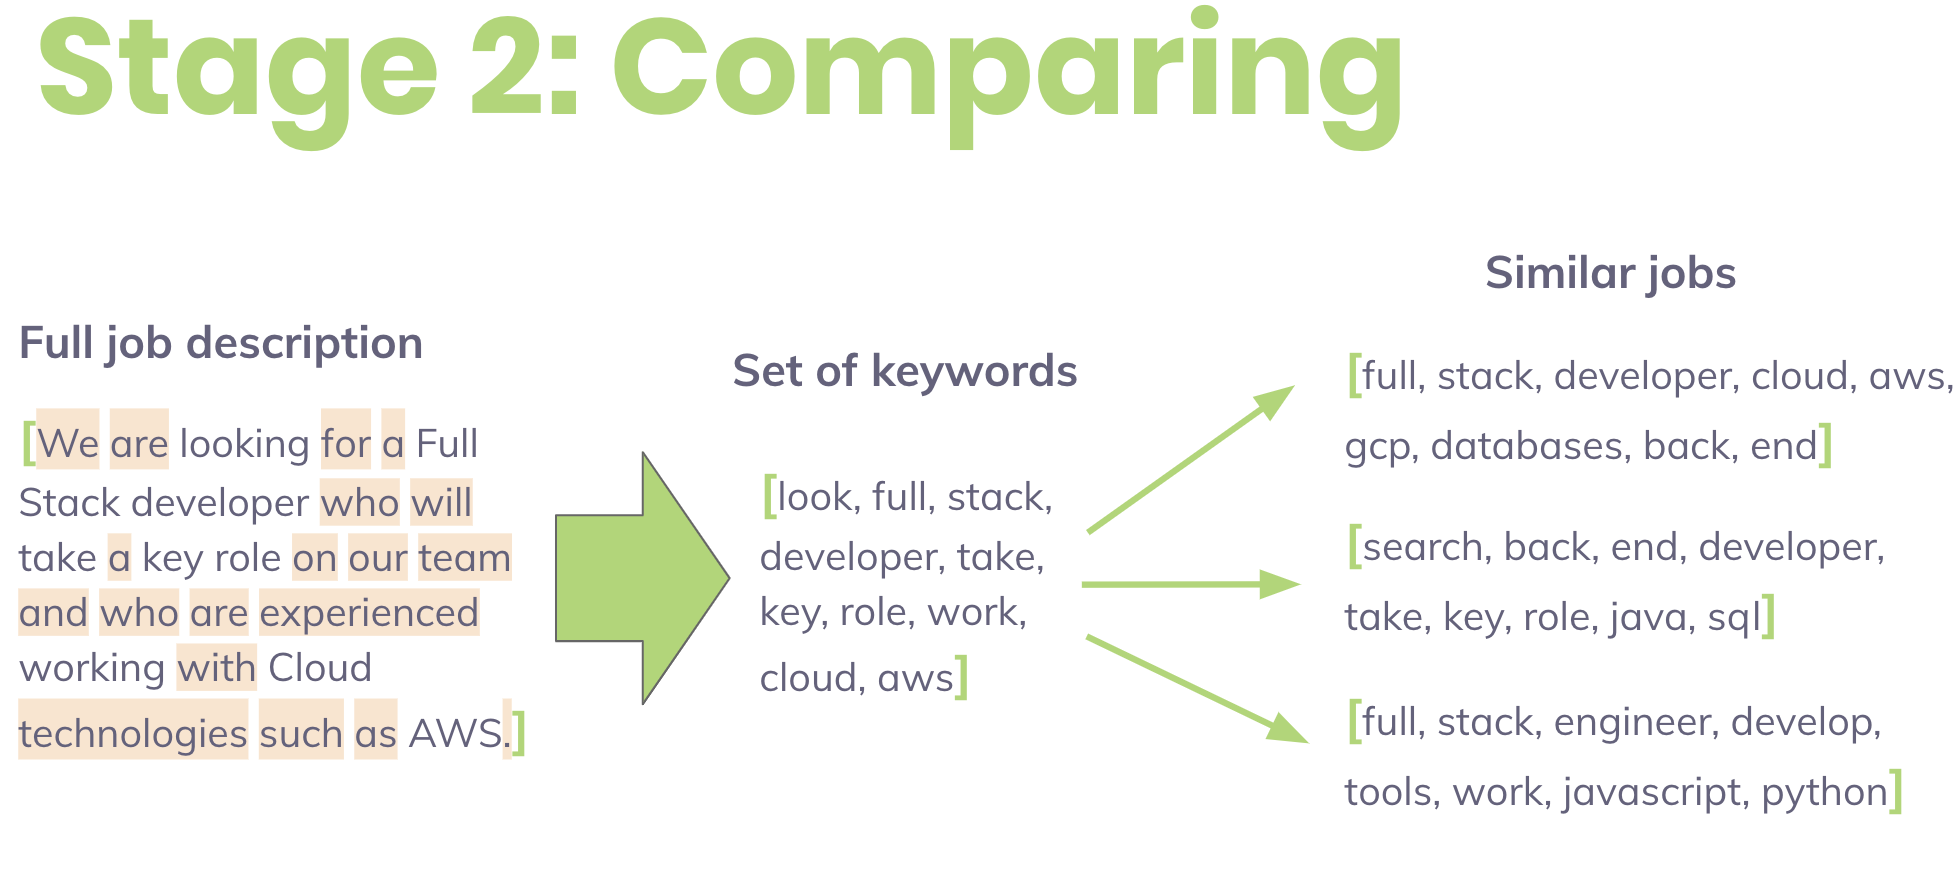 Stage 2: Comparing
Full job description
[We are looking for a Full
Stack developer who will
take a key role on our team
and who are experienced
working with Cloud
technologies such as AWS.]
Set of keywords
[look, full, stack,
developer, take,
key, role, work,
cloud, aws]
Similar jobs
[full, stack, developer, cloud, aws,
gcp, databases, back, end]
[search, back, end, developer,
take, key, role, java, sql]
[full, stack, engineer, develop,
tools, work, javascript, python]